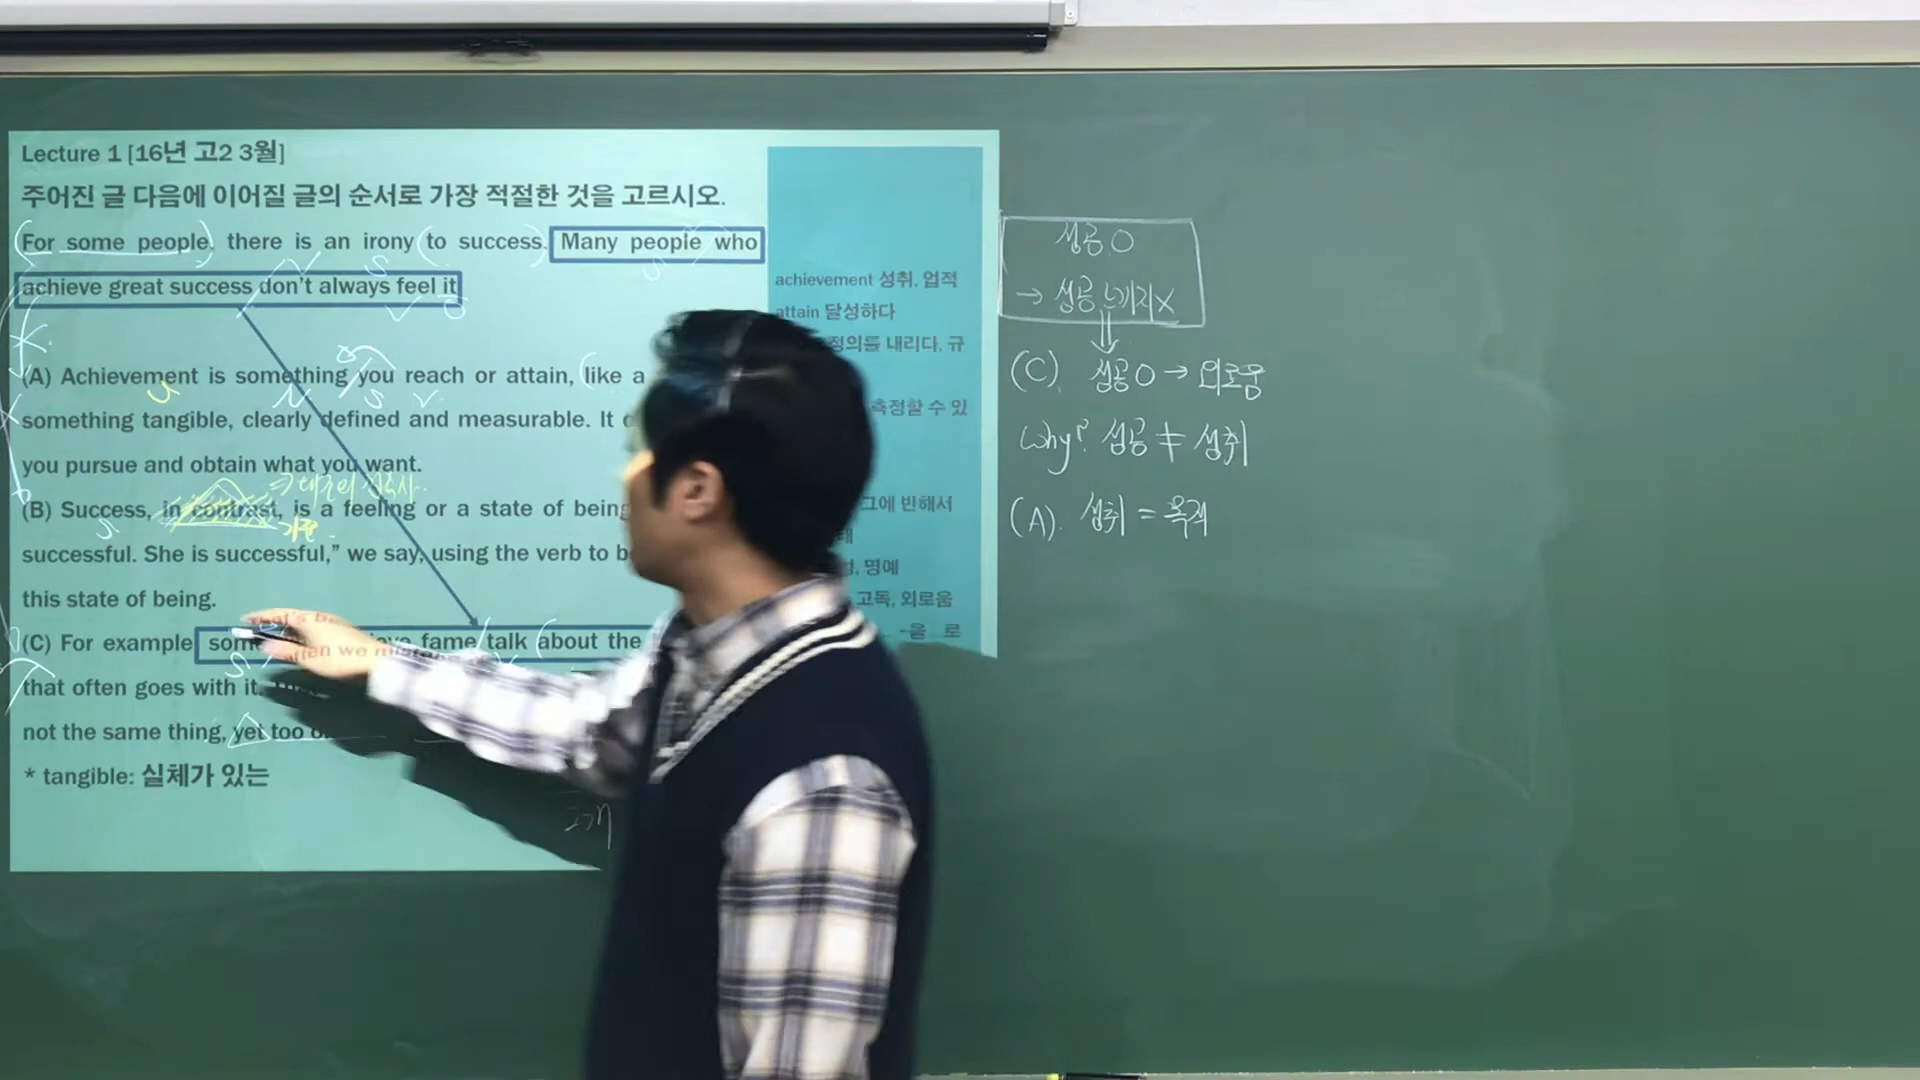 Lecture 1 [16년 고2 3월]
주어진 글 다음에 이어질 글의 순서로 가장 적절한 것을 고르시오.
For some people, there is an irony to success. Many people who
achieve great success don't always feel it
(A) Achievement is something you reach or attain, like a
something tangible, clearly defined and measurable. It
you pursue and obtain what you want.
(B) Success, in contrast, is a feeling or a state of being
successful. She is successful,” we say, using the verb to
this state of being.
(C) For example fame talk about the
that often goes with it.
not the same thing, yet too
* tangible: 실체가 있는
achievement 성취, 업적
attain 달성하다
정의를 내리다, 규
측정할 수 있
그에 반해서
명예
고독, 외로움
성공 O
→ 성공 느끼지 X
(C). 성공 O → 외로움
Why? 성공 ≠ 성취
(A). 성취 = 목적